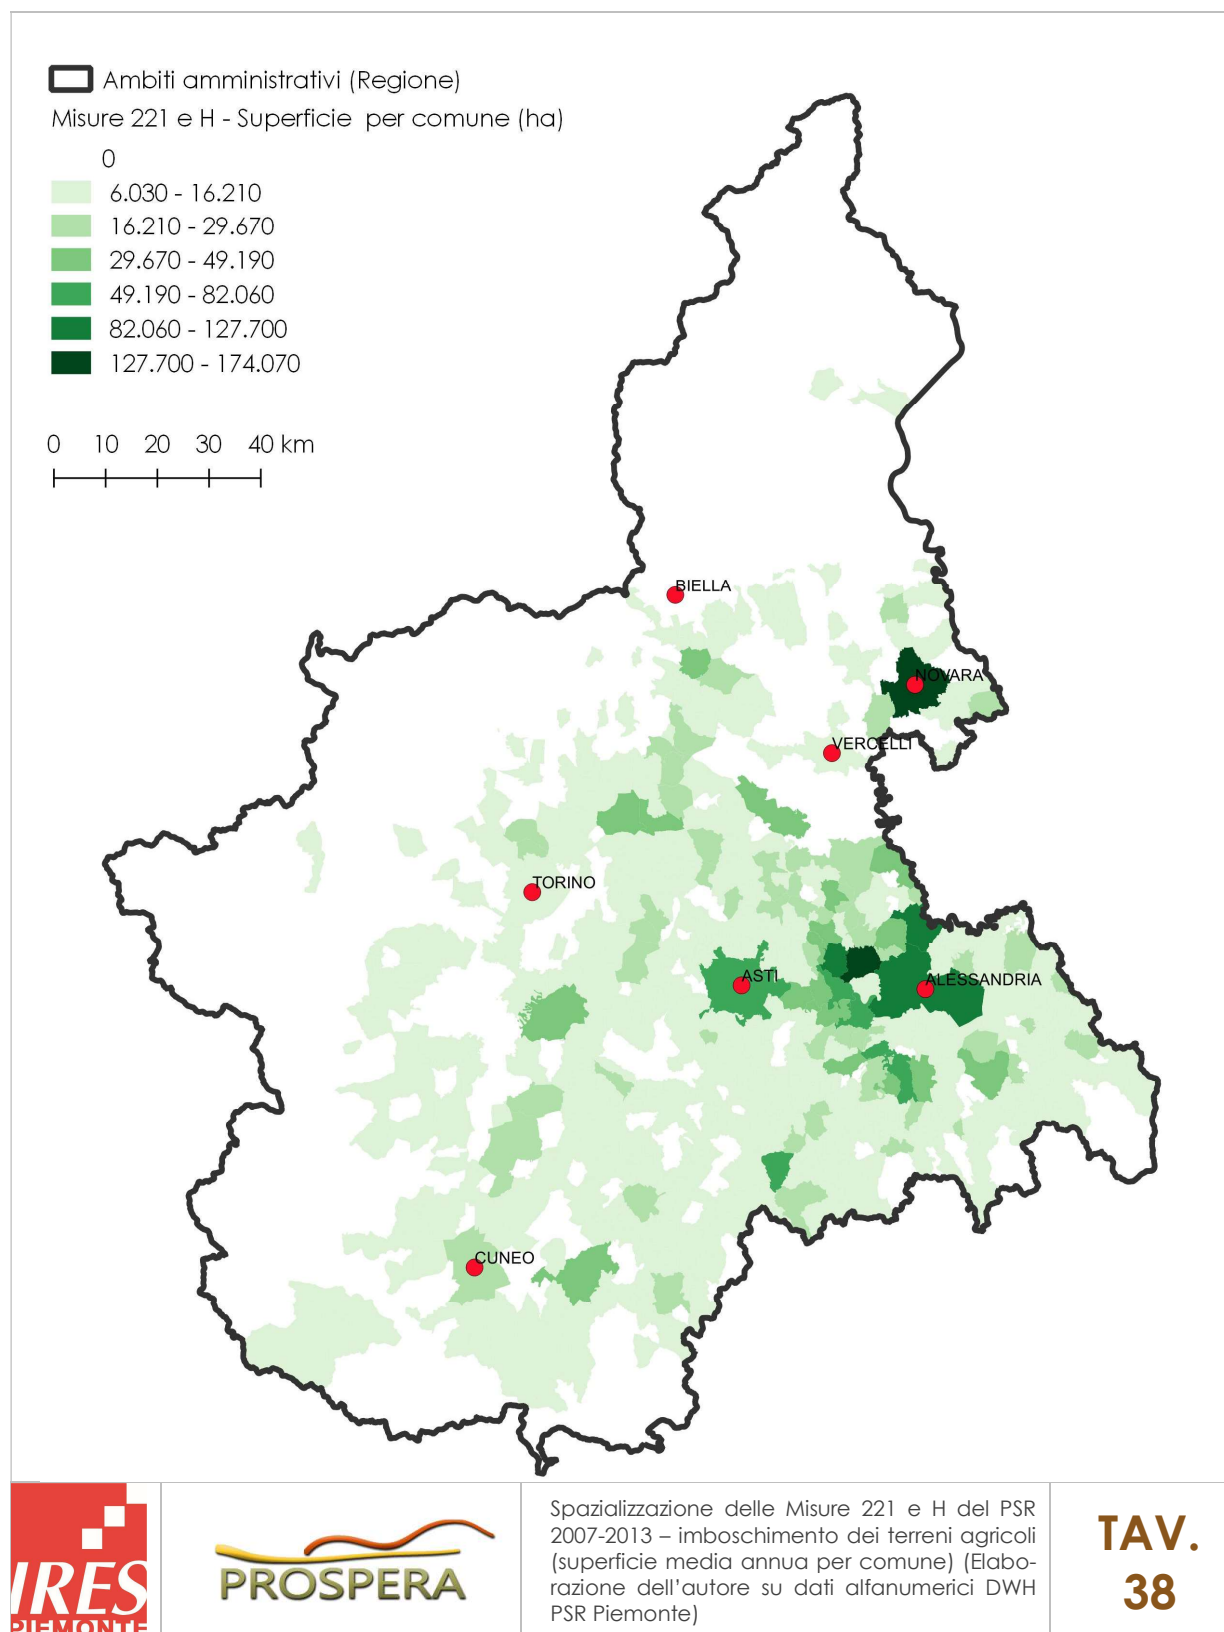 Ambiti amministrativi (Regione)
Misure 221 e H - Superficie per comune (ha)
0
6.030 - 16.210
16.210 - 29.670
29.670 - 49.190
49.190 - 82.060
82.060 - 127.700
127.700 - 174.070
0 10 20 30 40 km
BIELLA
NOVARA
VERCELLI
TORINO
ASTI
ALESSANDRIA
CUNEO
IRES
PIEMONTE
PROSPERA
Spazializzazione delle Misure 221 e H del PSR
2007-2013 – imboschimento dei terreni agricoli
(superficie media annua per comune) (Elabo-
razione dell'autore su dati alfanumerici DWH
PSR Piemonte)
TAV.
38